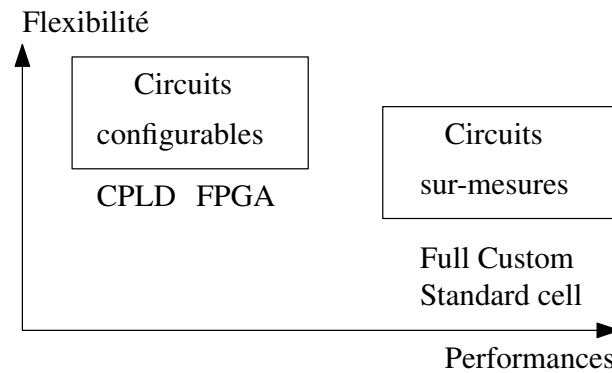 Flexibilité
Circuits
configurables
CPLD FPGA
Circuits
sur-mesures
Full Custom
Standard cell
Performances